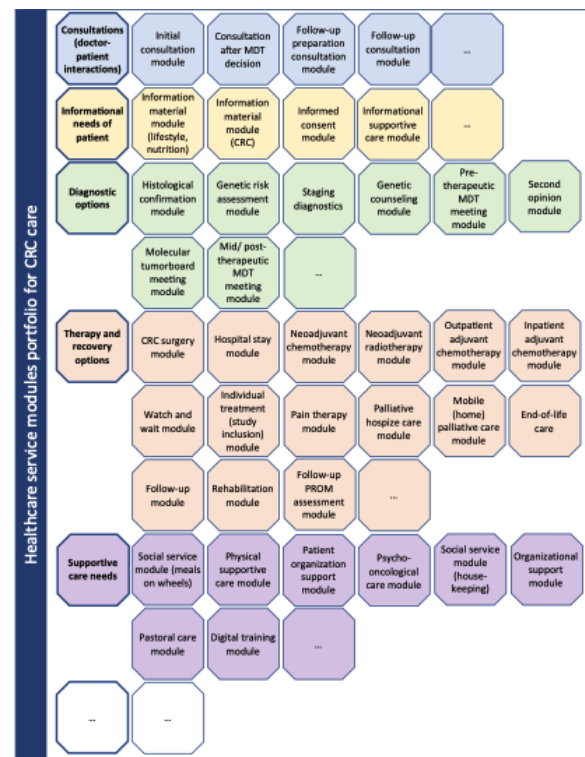 Healthcare service modules portfolio for CRC care
Consultations
(doctor-
patient
interactions)
Initial
consultation
module
Consultation
after MDT
decision
Follow-up
preparation
consultation
module
Follow-up
consultation
module
...
Informational
needs of
patient
Information
material
module
(lifestyle,
nutrition)
Information
material
module
(CRC)
Informed
consent
module
Informational
supportive
care module
...
Diagnostic
options
Histological
confirmation
module
Genetic risk
assessment
module
Staging
diagnostics
Genetic
counseling
module
Pre-
therapeutic
MDT
meeting
module
Second
opinion
module
Molecular
tumorboard
meeting
module
Mid/ post-
therapeutic
MDT
meeting
module
...
Therapy and
recovery
options
CRC surgery
module
Hospital stay
module
Neoadjuvant
chemotherapy
module
Neoadjuvant
radiotherapy
module
Outpatient
adjuvant
chemotherapy
module
Inpatient
adjuvant
chemotherapy
module
Watch and
wait module
Individual
treatment
(study
inclusion)
module
Pain therapy
module
Palliative
hospize care
module
Mobile
(home)
palliative care
module
End-of-life
care
Follow-up
module
Rehabilitation
module
Follow-up
PROM
assessment
module
...
Supportive
care needs
Social service
module (meals
on wheels)
Physical
supportive
care module
Patient
organization
support
module
Psycho-
oncological
care module
Social service
module
(house-
keeping)
Organizational
support
module
Pastoral care
module
Digital training
module
...
...
...